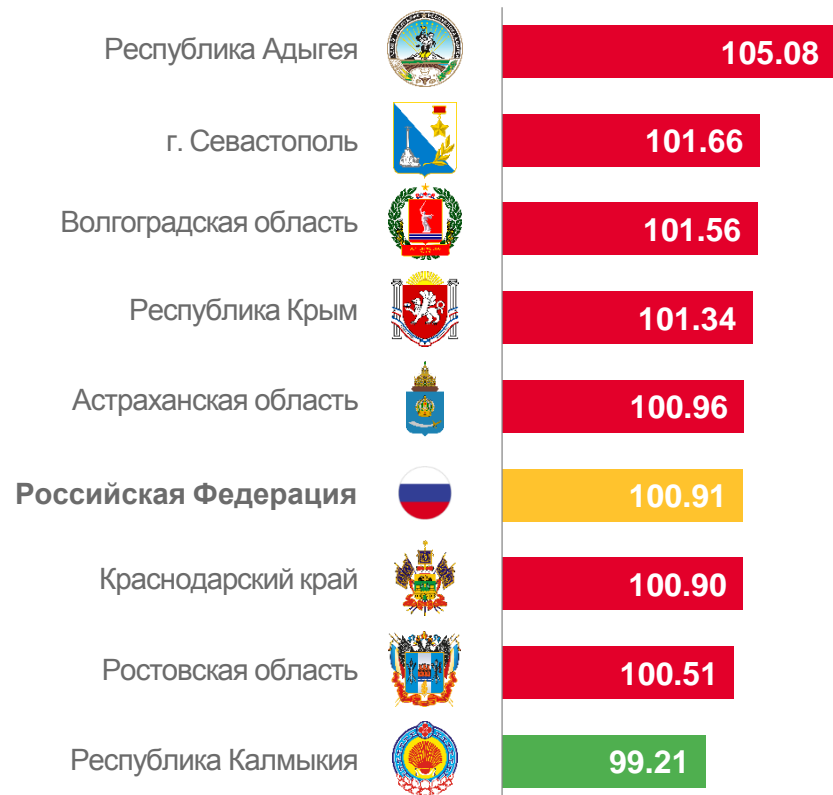 Республика Адыгея 105.08
г. Севастополь 101.66
Волгоградская область 101.56
Республика Крым 101.34
Астраханская область 100.96
Российская Федерация 100.91
Краснодарский край 100.90
Ростовская область 100.51
Республика Калмыкия 99.21